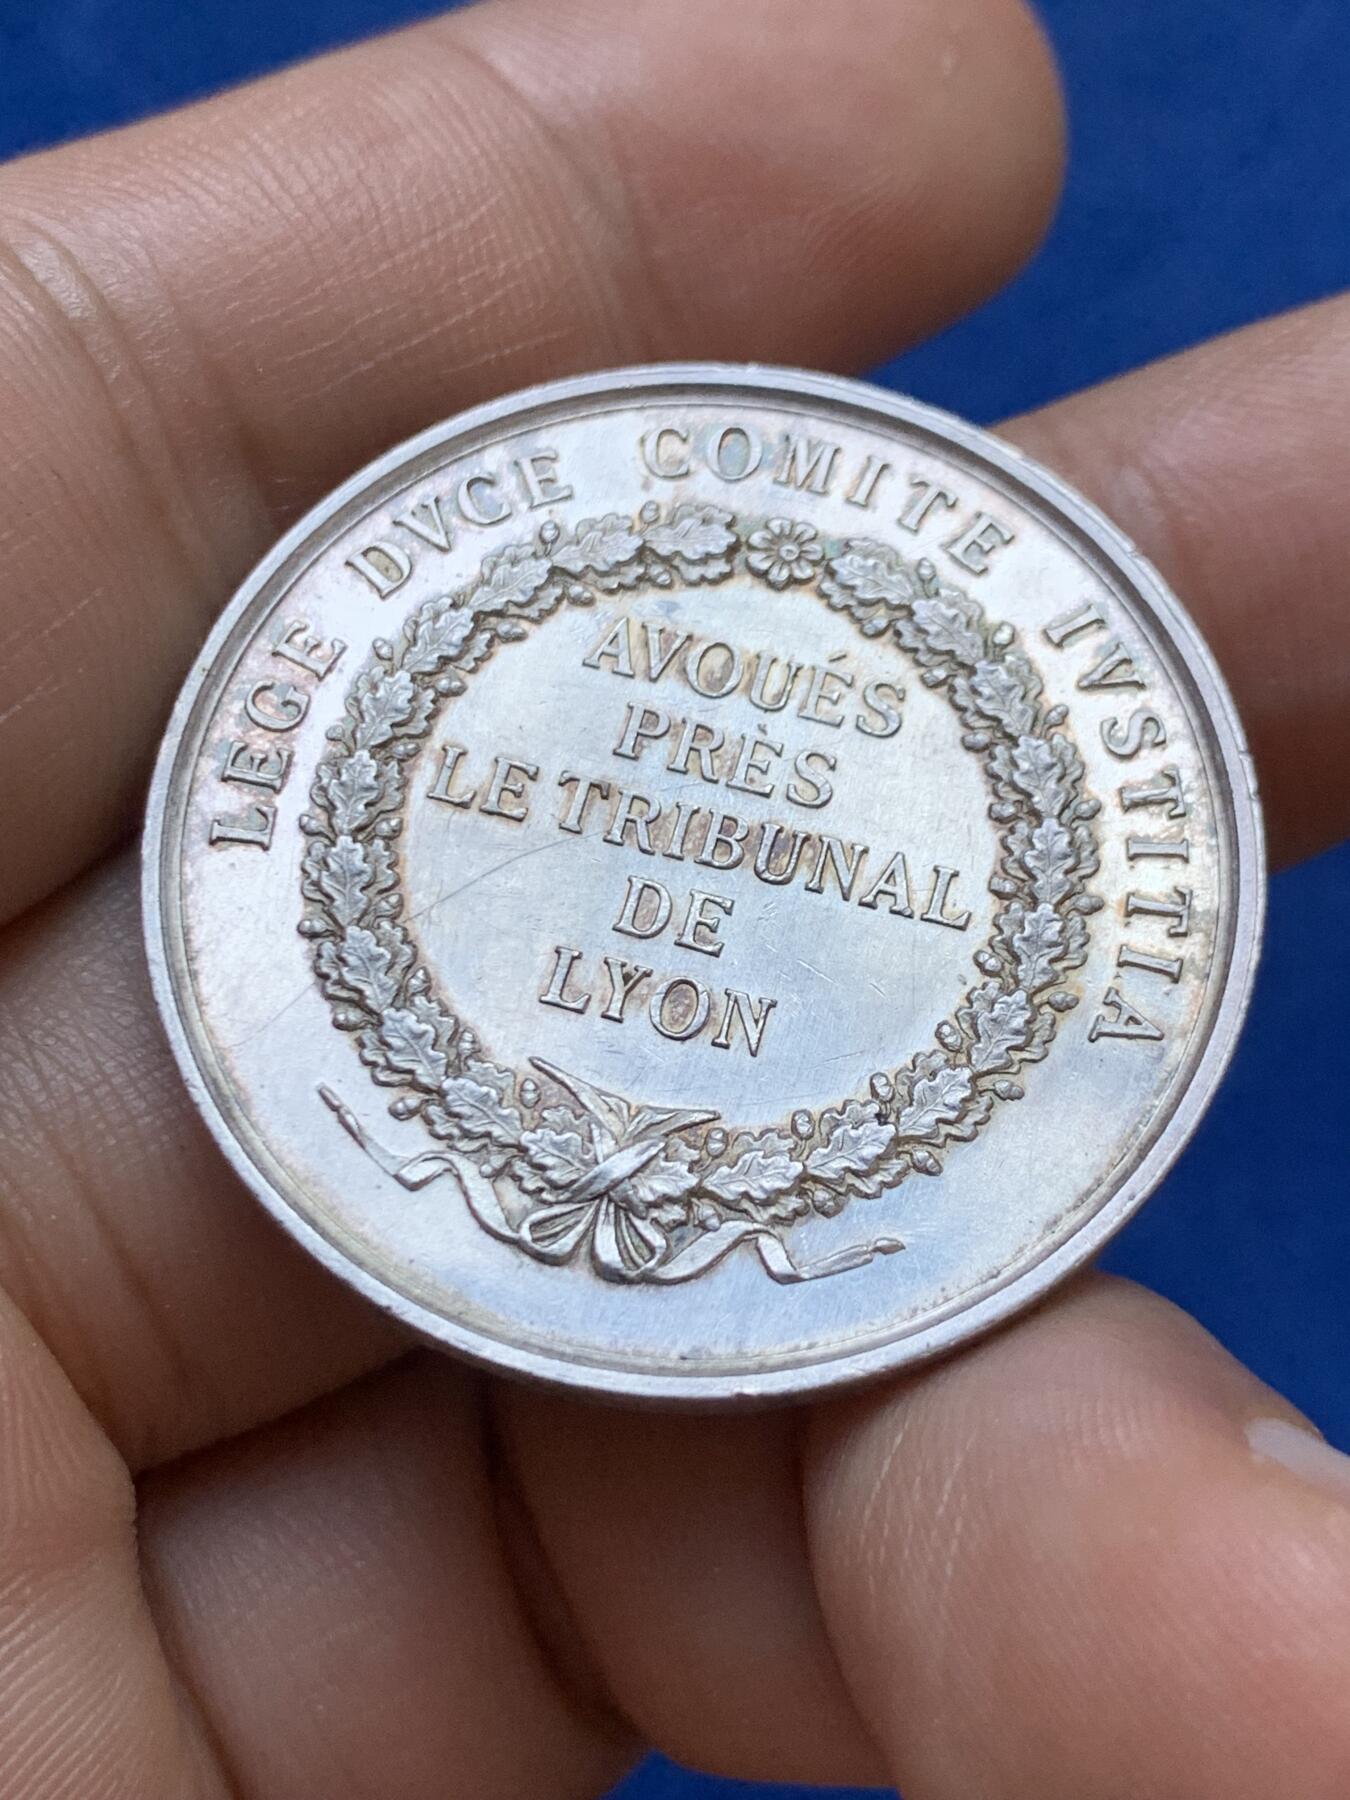 LEGE DVCE COMITE IVSTITIA
AVOUÉS
PRÈS
LE TRIBUNAL
DE
LYON